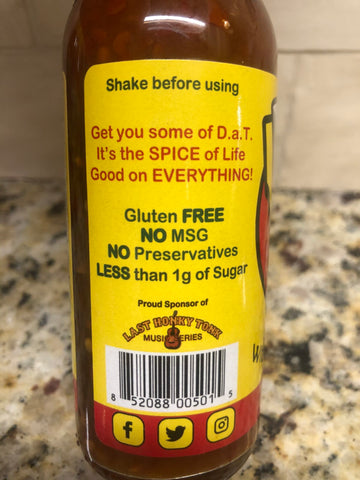 Shake before using
Get you some of D.a.T.
It's the SPICE of Life
Good on EVERYTHING!
Gluten FREE
NO MSG
NO Preservatives
LESS than 1g of Sugar
Proud Sponsor of
LAST HONKY TONK
MUSIC SERIES
8 52088 00501 5